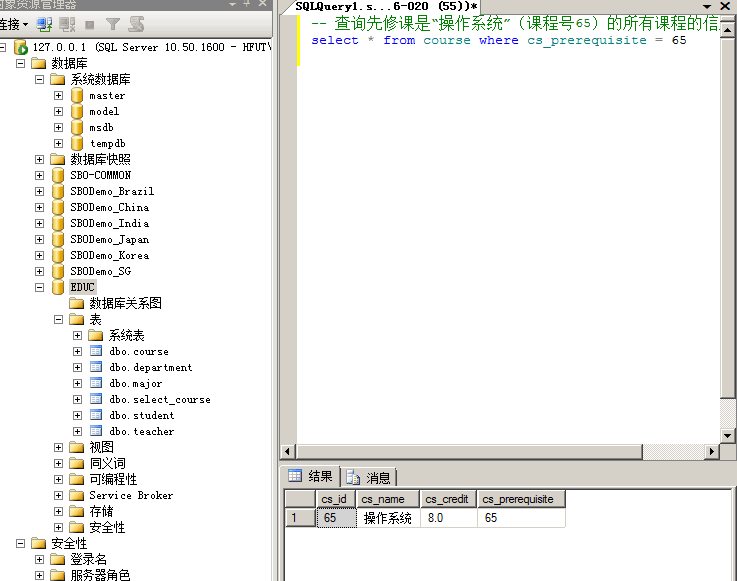 对象资源管理器
连接
127.0.0.1 (SQL Server 10.50.1600 - HFUT\
数据库
系统数据库
master
model
msdb
tempdb
数据库快照
SBO-COMMON
SBODemo_Brazil
SBODemo_China
SBODemo_India
SBODemo_Japan
SBODemo_Korea
SBODemo_SG
EDUC
数据库关系图
表
系统表
dbo.course
dbo.department
dbo.major
dbo.select_course
dbo.student
dbo.teacher
视图
同义词
可编程性
Service Broker
存储
安全性
安全性
登录名
服务器角色
SQLQuery1.s...6-020 (55))*
-- 查询先修课是“操作系统”（课程号65）的所有课程的信
select * from course where cs_prerequisite = 65
结果 消息
cs_id cs_name cs_credit cs_prerequisite
1 65 操作系统 8.0 65